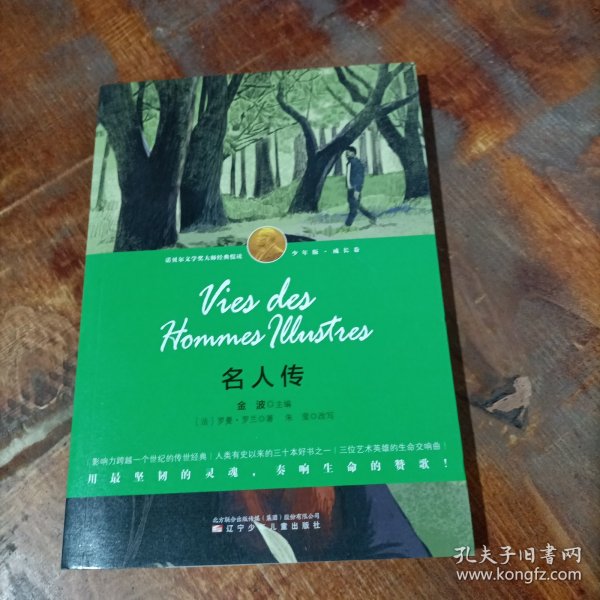 诺贝尔文学奖大师经典悦读
少年版·成长卷
Vies des
Hommes Illustres
名人传
金 波◎主编
〔法〕罗曼·罗兰◎著 朱 莹◎改写
影响力跨越一个世纪的传世经典|人类有史以来的三十本好书之一|三位艺术英雄的生命交响曲
用最坚韧的灵魂,奏响生命的赞歌!
北方联合出版传媒(集团)股份有限公司
辽宁少年儿童出版社
孔夫子旧书网
www.kongfz.com